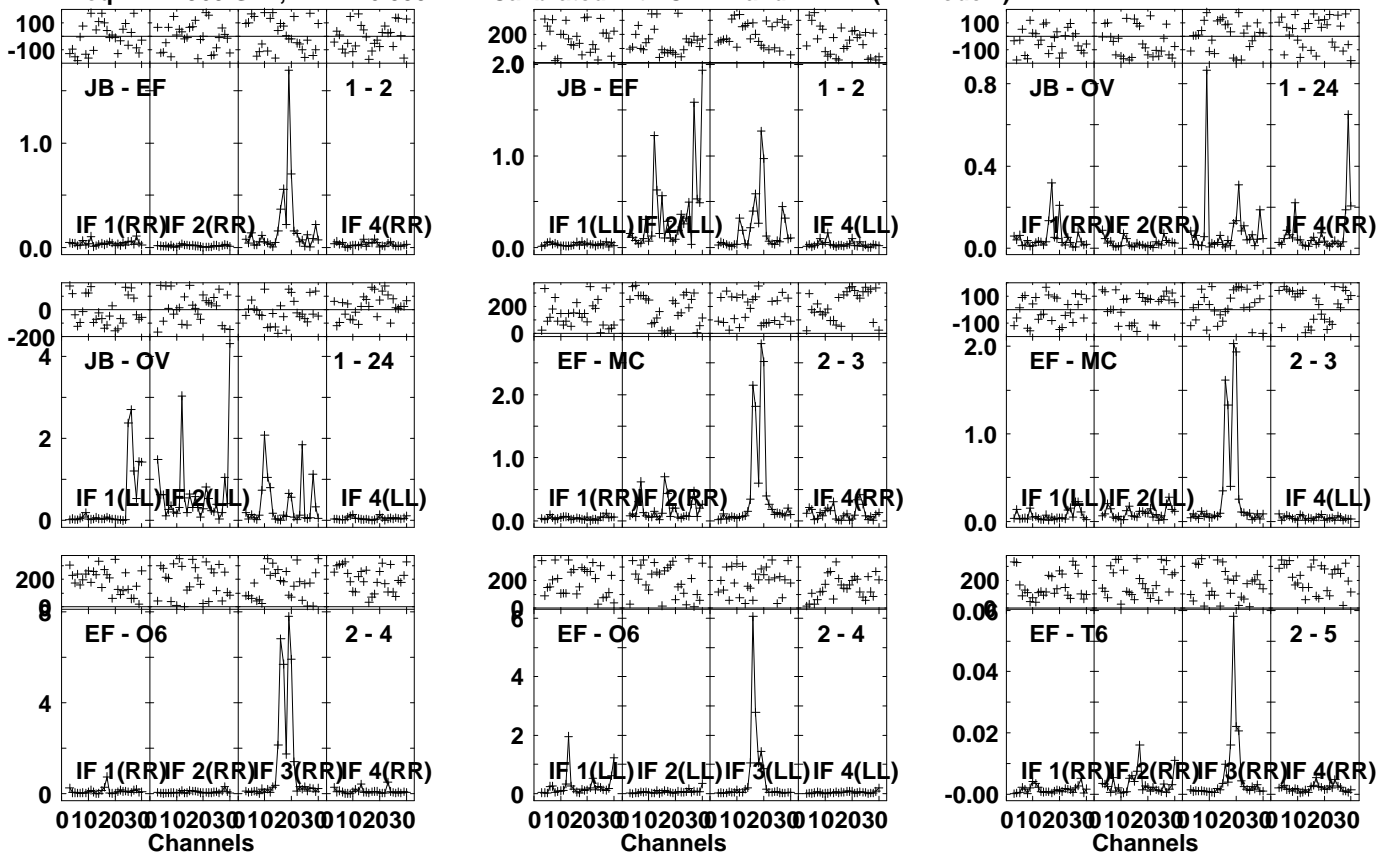 100
-100
JB - EF 1 - 2
1.0
IF 1(RR) IF 2(RR) IF 4(RR)
0.0
200
2.0
JB - EF 1 - 2
1.0
IF 1(LL) IF 2(LL) IF 4(LL)
0.0
100
-100
0.8
JB - OV 1 - 24
0.4
IF 1(RR) IF 2(RR) IF 4(RR)
0.0
0
-200
4
JB - OV 1 - 24
2
IF 1(LL) IF 2(LL) IF 4(LL)
0
200
0
EF - MC 2 - 3
2.0
1.0
IF 1(RR) IF 2(RR) IF 4(RR)
0.0
100
-100
2.0
EF - MC 2 - 3
1.0
IF 1(LL) IF 2(LL) IF 4(LL)
0.0
200
0
8
EF - O6 2 - 4
4
IF 1(RR) IF 2(RR) IF 3(RR) IF 4(RR)
0
0102030 0102030 0102030 0102030
Channels
200
0
6
EF - O6 2 - 4
4
2
IF 1(LL) IF 2(LL) IF 3(LL) IF 4(LL)
0
0102030 0102030 0102030 0102030
Channels
200
0
0.06
EF - T6 2 - 5
0.04
0.02
IF 1(RR) IF 2(RR) IF 3(RR) IF 4(RR)
-0.00
0102030 0102030 0102030 0102030
Channels